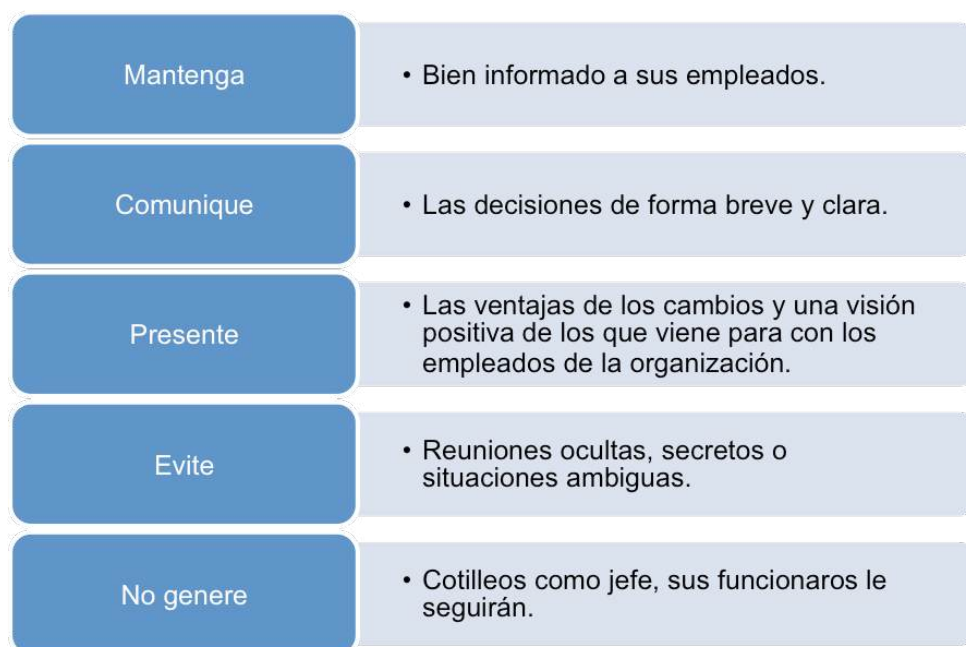 Mantenga
• Bien informado a sus empleados.
Comunique
• Las decisiones de forma breve y clara.
Presente
• Las ventajas de los cambios y una visión
positiva de los que viene para con los
empleados de la organización.
Evite
• Reuniones ocultas, secretos o
situaciones ambiguas.
No genere
• Cotilleos como jefe, sus funcionaros le
seguirán.